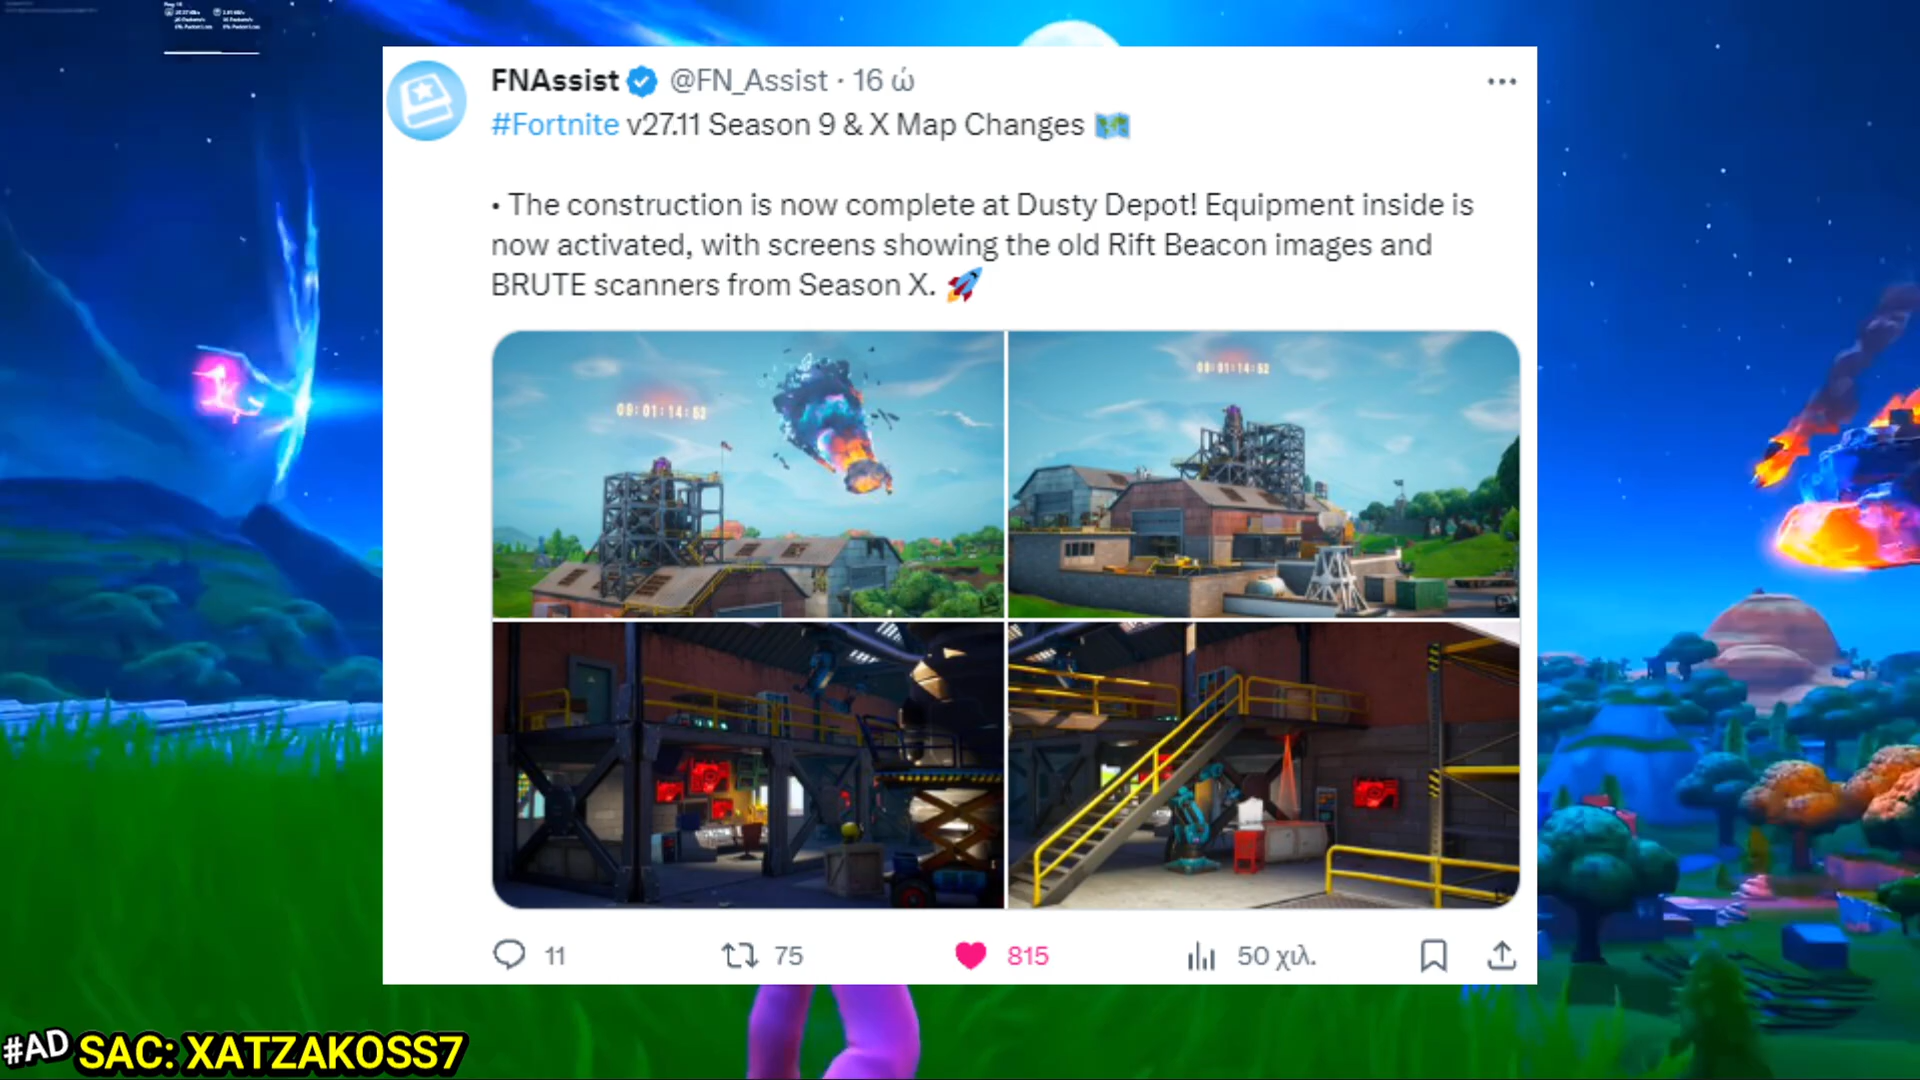 FNAssist @FN_Assist · 16 ώ
#Fortnite v27.11 Season 9 & X Map Changes
• The construction is now complete at Dusty Depot! Equipment inside is
now activated, with screens showing the old Rift Beacon images and
BRUTE scanners from Season X.
11 75 815 50 χιλ.
#AD SAC: XATZAKOSS7